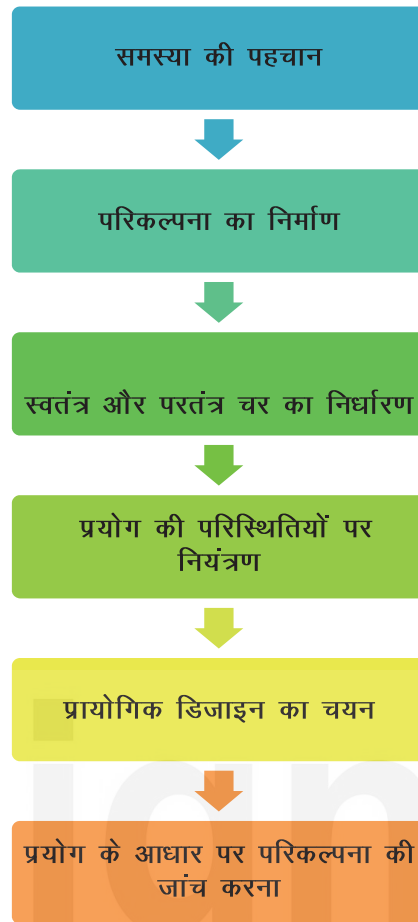 समस्या की पहचान
परिकल्पना का निर्माण
स्वतंत्र और परतंत्र चर का निर्धारण
प्रयोग की परिस्थितियों पर
नियंत्रण
प्रायोगिक डिजाइन का चयन
प्रयोग के आधार पर परिकल्पना की
जांच करना